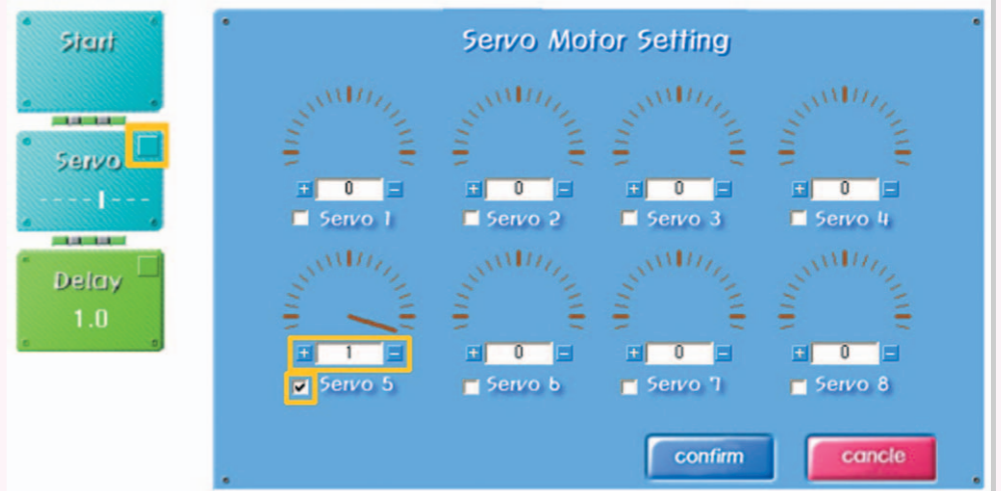 Start
Servo
Delay
1.0
Servo Motor Setting
+ 0 - + 0 - + 0 - + 0 -
Servo 1 Servo 2 Servo 3 Servo 4
+ 1 - + 0 - + 0 - + 0 -
Servo 5 Servo 6 Servo 7 Servo 8
confirm cancle